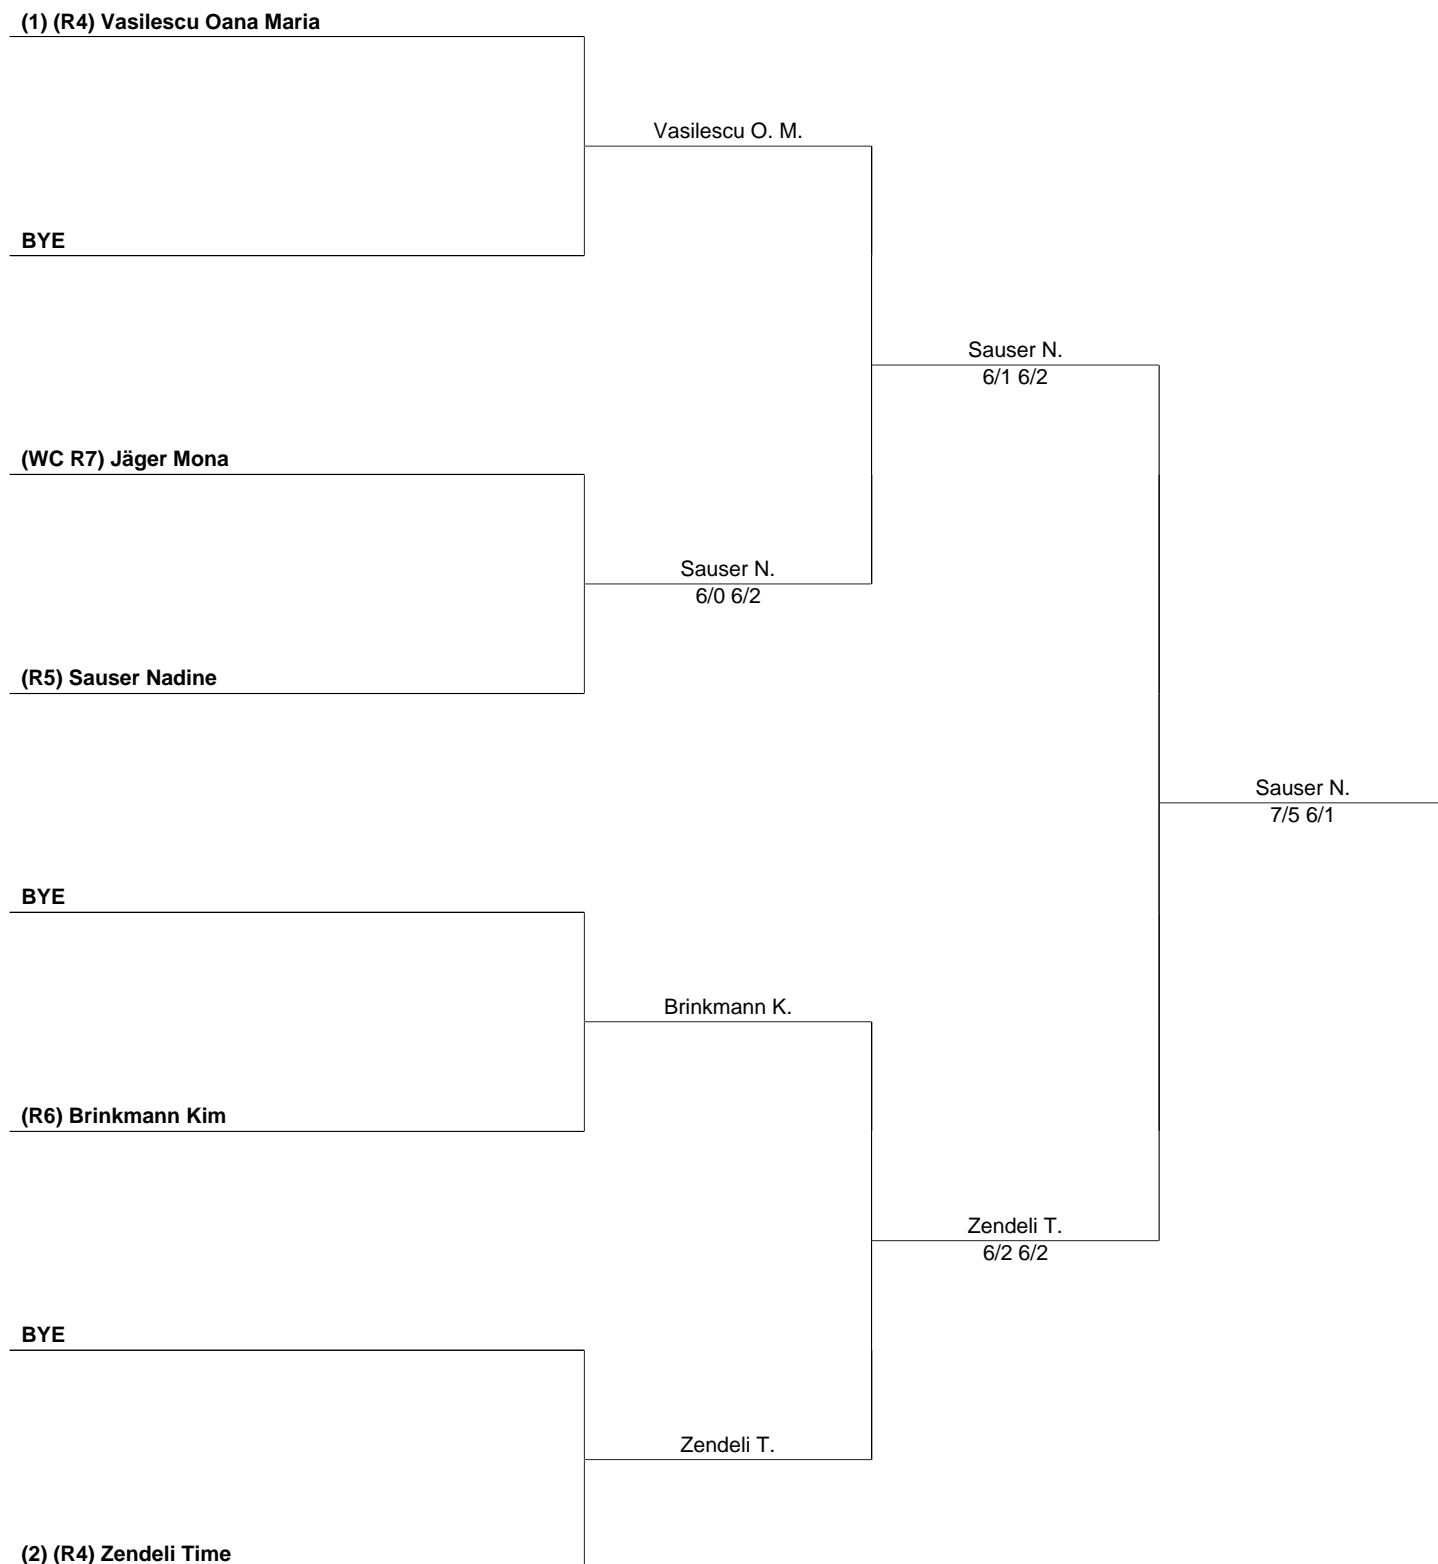 (1) (R4) Vasilescu Oana Maria
Vasilescu O. M.
BYE
Sauser N.
6/1 6/2
(WC R7) Jäger Mona
Sauser N.
6/0 6/2
(R5) Sauser Nadine
Sauser N.
7/5 6/1
BYE
Brinkmann K.
(R6) Brinkmann Kim
Zendeli T.
6/2 6/2
BYE
Zendeli T.
(2) (R4) Zendeli Time